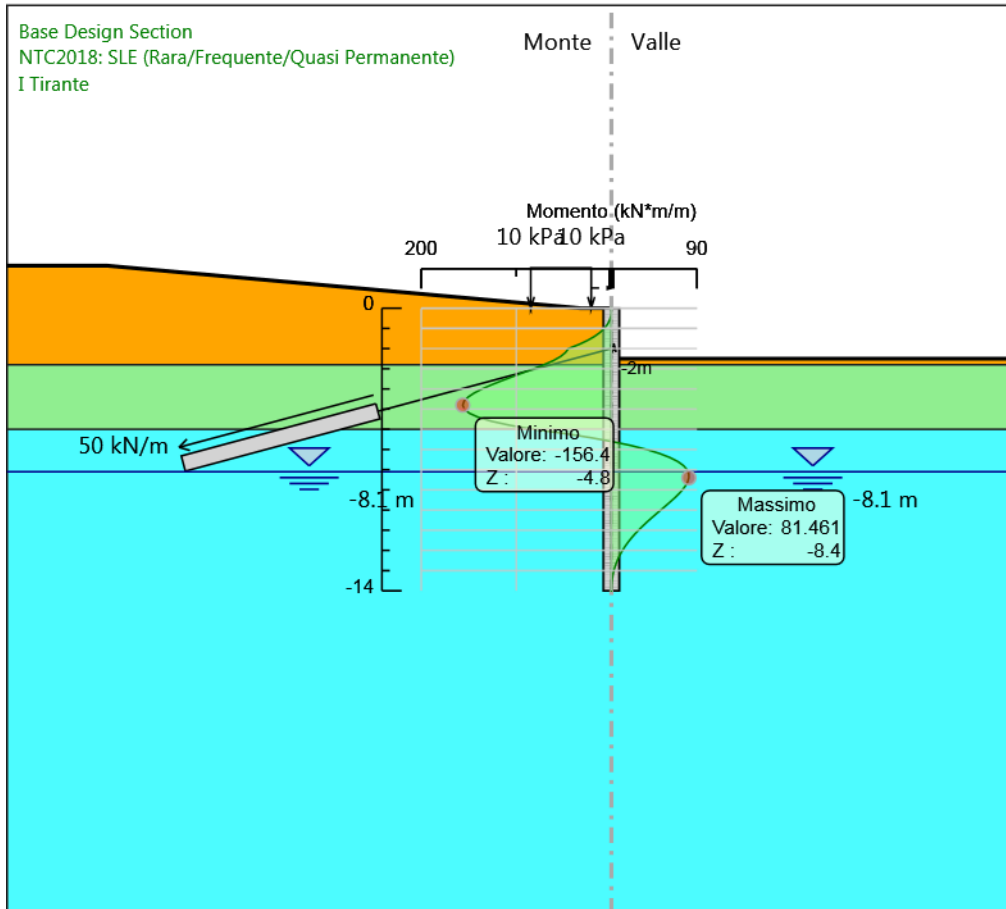 Base Design Section
NTC2018: SLE (Rara/Frequente/Quasi Permanente)
I Tirante
Monte Valle
Momento (kN*m/m)
10 kPa 10 kPa
200 90
0
-2m
50 kN/m
Minimo
Valore: -156.4
Z : -4.8
-8.1 m -8.1 m
Massimo
Valore: 81.461
Z : -8.4
-14